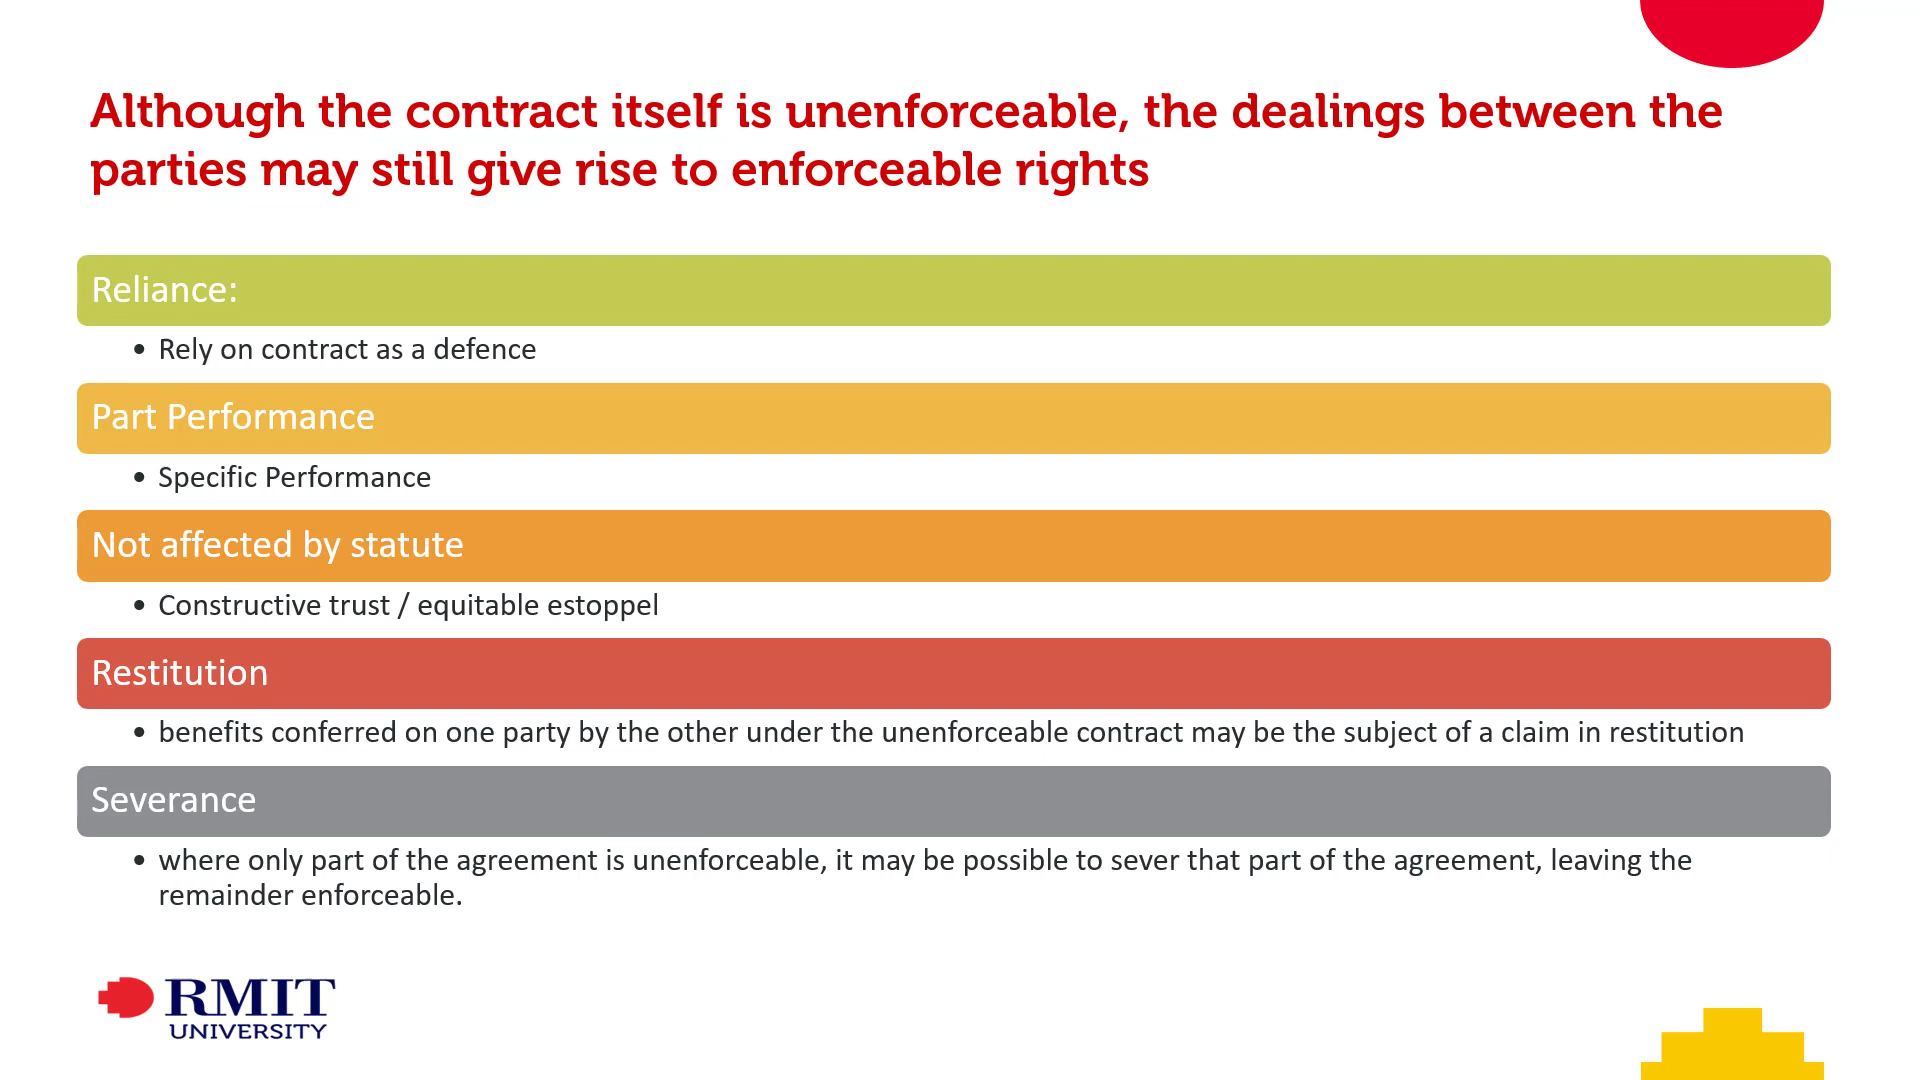 Although the contract itself is unenforceable, the dealings between the
parties may still give rise to enforceable rights
Reliance:
• Rely on contract as a defence
Part Performance
• Specific Performance
Not affected by statute
• Constructive trust / equitable estoppel
Restitution
• benefits conferred on one party by the other under the unenforceable contract may be the subject of a claim in restitution
Severance
• where only part of the agreement is unenforceable, it may be possible to sever that part of the agreement, leaving the
remainder enforceable.
RMIT
UNIVERSITY